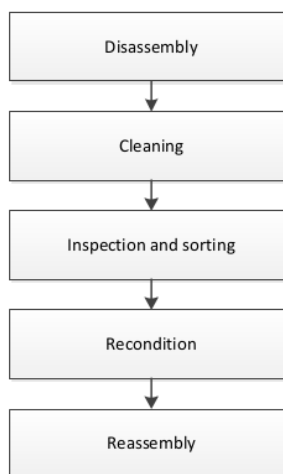 Disassembly
Cleaning
Inspection and sorting
Recondition
Reassembly